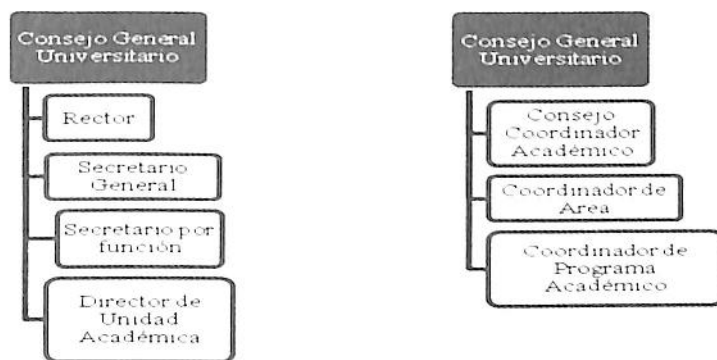 Consejo General
Universitario
Rector
Secretario
General
Secretario por
función
Director de
Unidad
Académica
Consejo General
Universitario
Consejo
Coordinador
Académico
Coordinador de
Area
Coordinador de
Programa
Académico